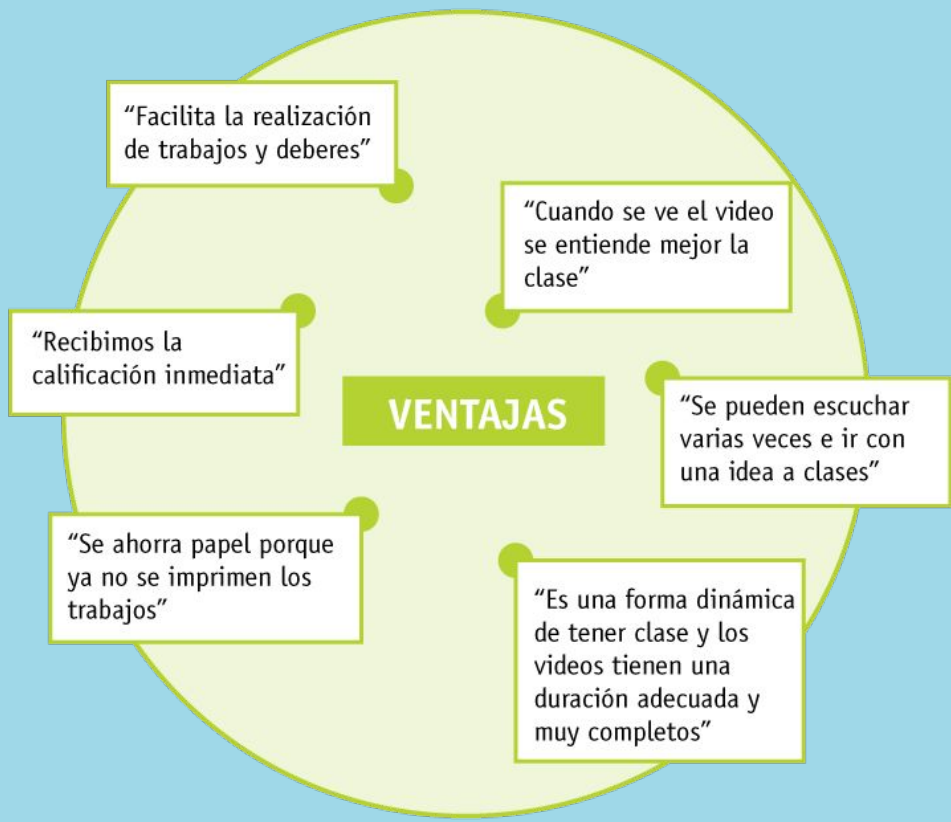 “Facilita la realización
de trabajos y deberes”
“Cuando se ve el video
se entiende mejor la
clase”
“Recibimos la
calificación inmediata”
VENTAJAS
“Se pueden escuchar
varias veces e ir con
una idea a clases”
“Se ahorra papel porque
ya no se imprimen los
trabajos”
“Es una forma dinámica
de tener clase y los
videos tienen una
duración adecuada y
muy completos”